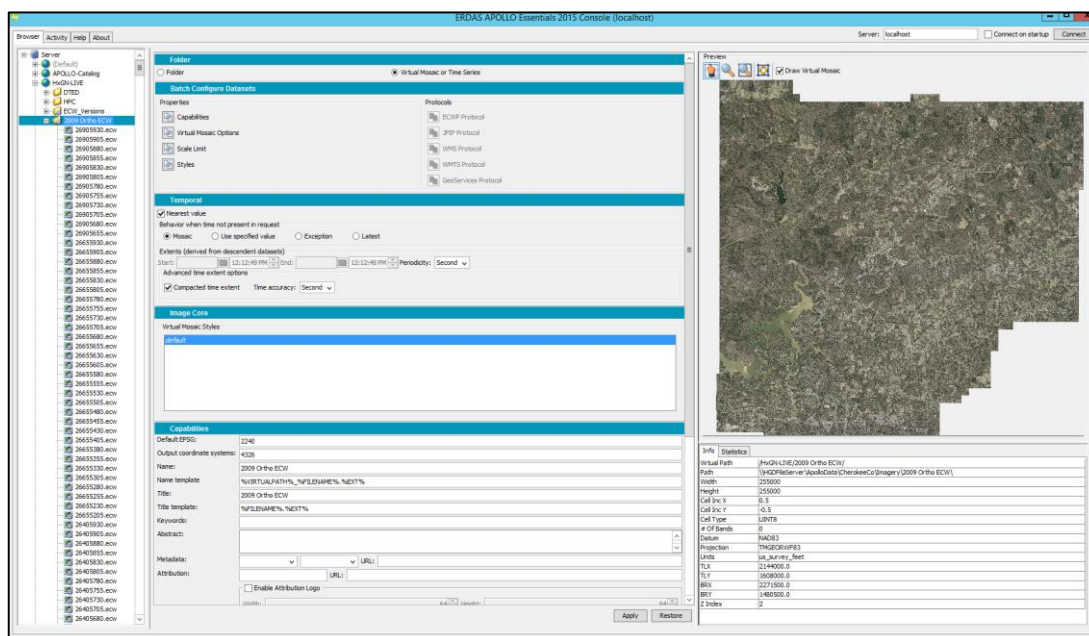 ERDAS APOLLO Essentials 2015 Console (localhost)
Browser Activity Help About
Server: localhost Connect on startup Connect
Server
(Default)
APOLLO-Catalog
HxGN-LIVE
DTED
HPC
ECW_Versions
2009 Ortho ECW
26905930.ecw
26905905.ecw
26905880.ecw
26905855.ecw
26905830.ecw
26905805.ecw
26905780.ecw
26905755.ecw
26905730.ecw
26905705.ecw
26905680.ecw
26905655.ecw
26655930.ecw
26655905.ecw
26655880.ecw
26655855.ecw
26655830.ecw
26655805.ecw
26655780.ecw
26655755.ecw
26655730.ecw
26655705.ecw
26655680.ecw
26655655.ecw
26655630.ecw
26655605.ecw
26655580.ecw
26655555.ecw
26655530.ecw
26655505.ecw
26655480.ecw
26655455.ecw
26655430.ecw
26655405.ecw
26655380.ecw
26655355.ecw
26655330.ecw
26655305.ecw
26655280.ecw
26655255.ecw
26655230.ecw
26655205.ecw
26405930.ecw
26405905.ecw
26405880.ecw
26405855.ecw
26405830.ecw
26405805.ecw
26405780.ecw
26405755.ecw
26405730.ecw
26405705.ecw
26405680.ecw
Folder
Folder Virtual Mosaic or Time Series
Batch Configure Datasets
Properties Protocols
Capabilities ECWP Protocol
Virtual Mosaic Options JPIP Protocol
Scale Limit WMS Protocol
Styles WMTS Protocol
GeoServices Protocol
Temporal
Nearest value
Behavior when time not present in request
Mosaic Use specified value Exception Latest
Extents (derived from descendent datasets)
Start: 12:12:49 PM End: 12:12:49 PM Periodicity: Second
Advanced time extent options
Compacted time extent Time accuracy: Second
Image Core
Virtual Mosaic Styles
default
Capabilities
Default EPSG: 2240
Output coordinate systems: 4326
Name: 2009 Ortho ECW
Name template %VIRTUALPATH%_%FILENAME%.%EXT%
Title: 2009 Ortho ECW
Title template: %FILENAME%.%EXT%
Keywords:
Abstract:
Metadata: URL:
Attribution: URL:
Enable Attribution Logo
Width: 64 Height: 64
Apply Restore
Preview
Draw Virtual Mosaic
Info Statistics
Virtual Path /HxGN-LIVE/2009 Ortho ECW/
Path \\HGDFileServer\ApolloData\CherokeeCo\Imagery\2009 Ortho ECW\
Width 255000
Height 255000
Cell Inc X 0.5
Cell Inc Y -0.5
Cell Type UINT8
# Of Bands 0
Datum NAD83
Projection TMGEORWF83
Units us_survey_feet
TLX 2144000.0
TLY 1608000.0
BRX 2271500.0
BRY 1480500.0
Z Index 2